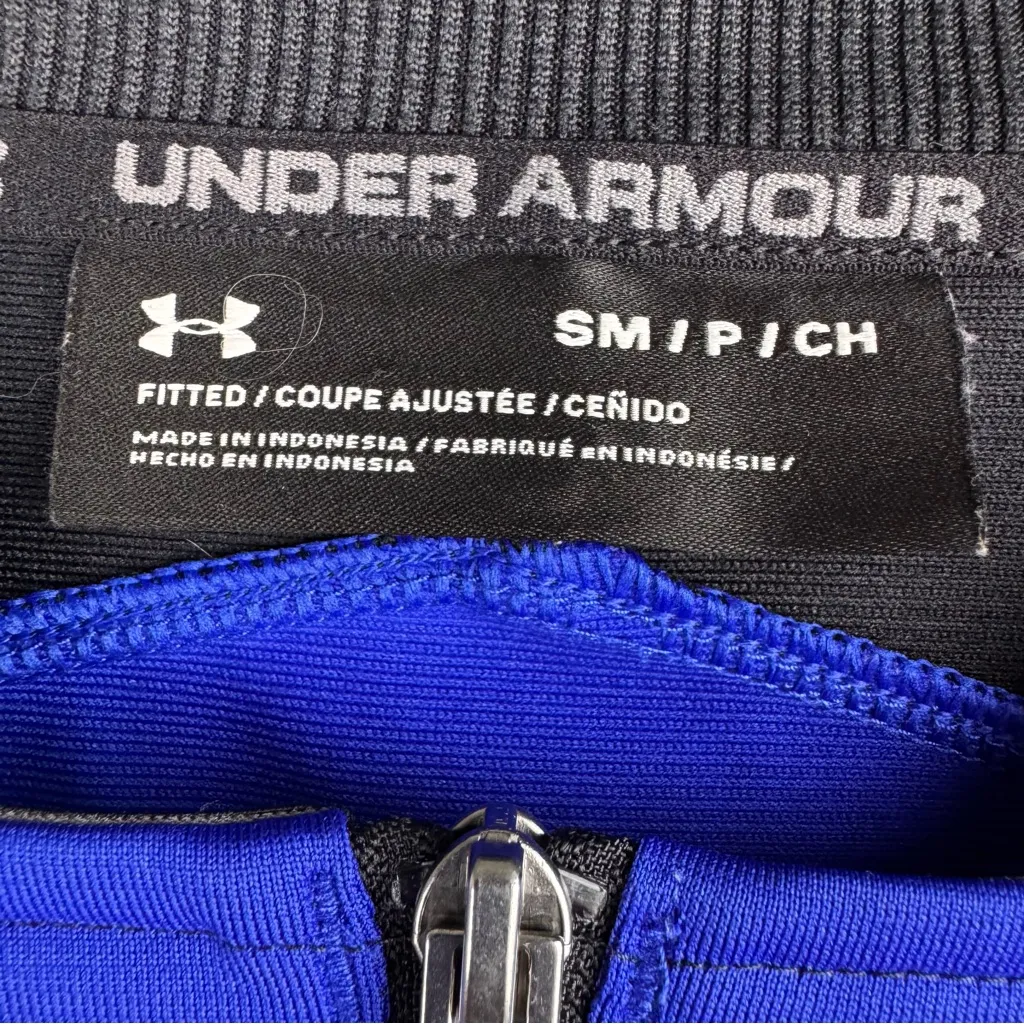 UNDER ARMOUR
SM / P / CH
FITTED / COUPE AJUSTÉE / CEÑIDO
MADE IN INDONESIA / FABRIQUÉ EN INDONÉSIE /
HECHO EN INDONESIA